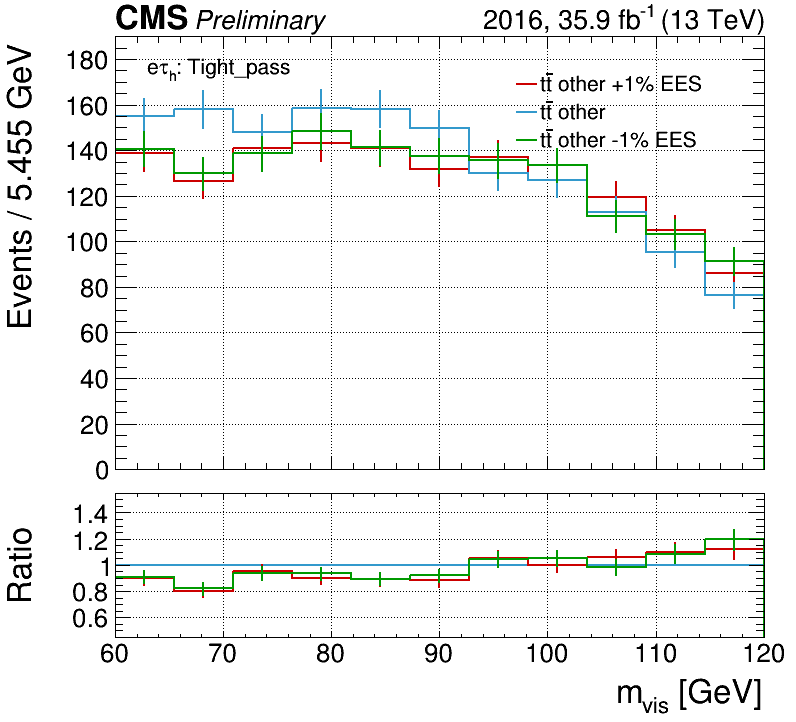 CMS Preliminary 2016, 35.9 fb⁻¹ (13 TeV)
Events / 5.455 GeV
eτₕ: Tight_pass
tt̄ other +1% EES
tt̄ other
tt̄ other -1% EES
180
160
140
120
100
80
60
40
20
0
Ratio
1.4
1.2
1
0.8
0.6
60 70 80 90 100 110 120
m_vis [GeV]